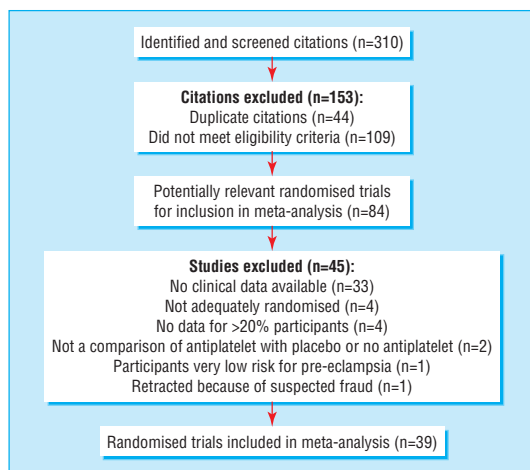 Identified and screened citations (n=310)
Citations excluded (n=153):
Duplicate citations (n=44)
Did not meet eligibility criteria (n=109)
Potentially relevant randomised trials
for inclusion in meta-analysis (n=84)
Studies excluded (n=45):
No clinical data available (n=33)
Not adequately randomised (n=4)
No data for >20% participants (n=4)
Not a comparison of antiplatelet with placebo or no antiplatelet (n=2)
Participants very low risk for pre-eclampsia (n=1)
Retracted because of suspected fraud (n=1)
Randomised trials included in meta-analysis (n=39)